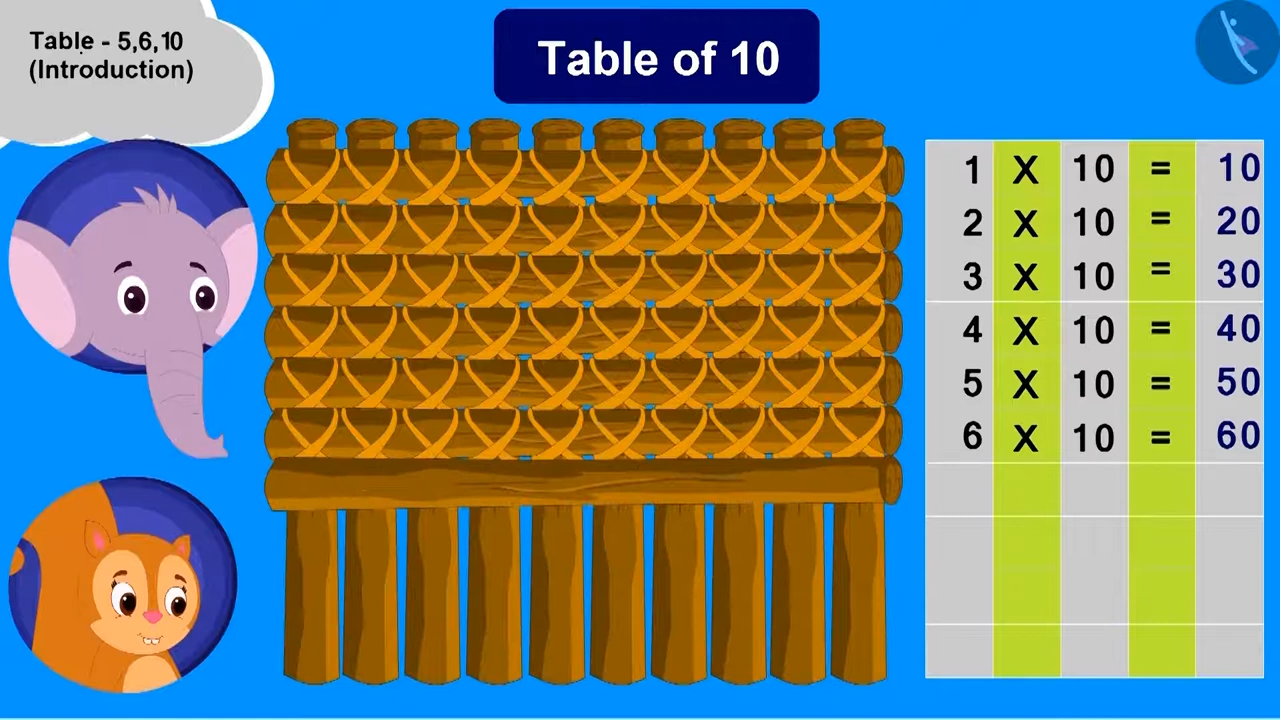 Table - 5,6,10
(Introduction)
Table of 10
1 X 10 = 10
2 X 10 = 20
3 X 10 = 30
4 X 10 = 40
5 X 10 = 50
6 X 10 = 60